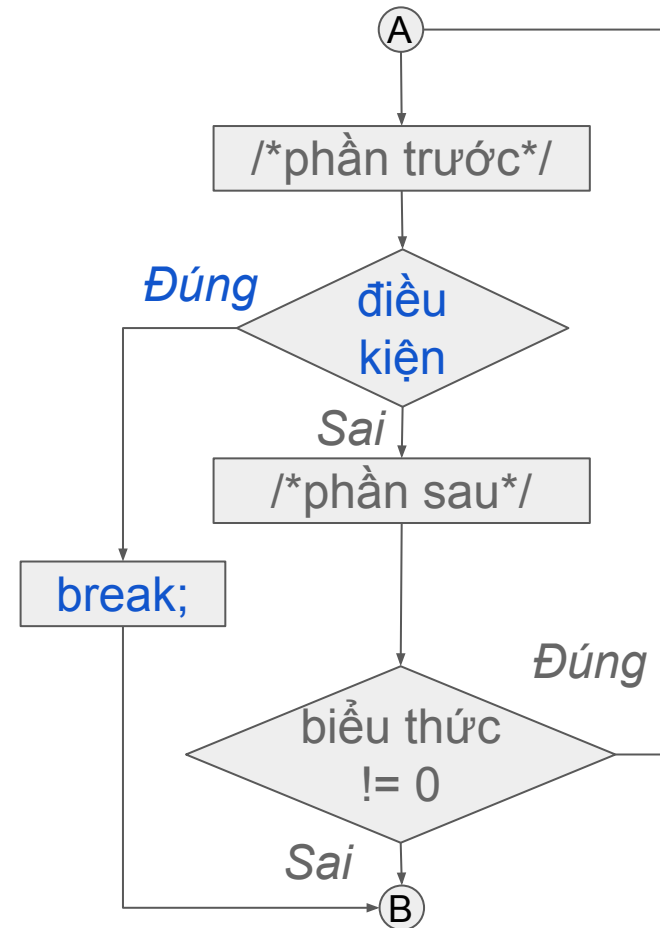 A
/*phần trước*/
Đúng
điều
kiện
Sai
/*phần sau*/
break;
Đúng
biểu thức
!= 0
Sai
B